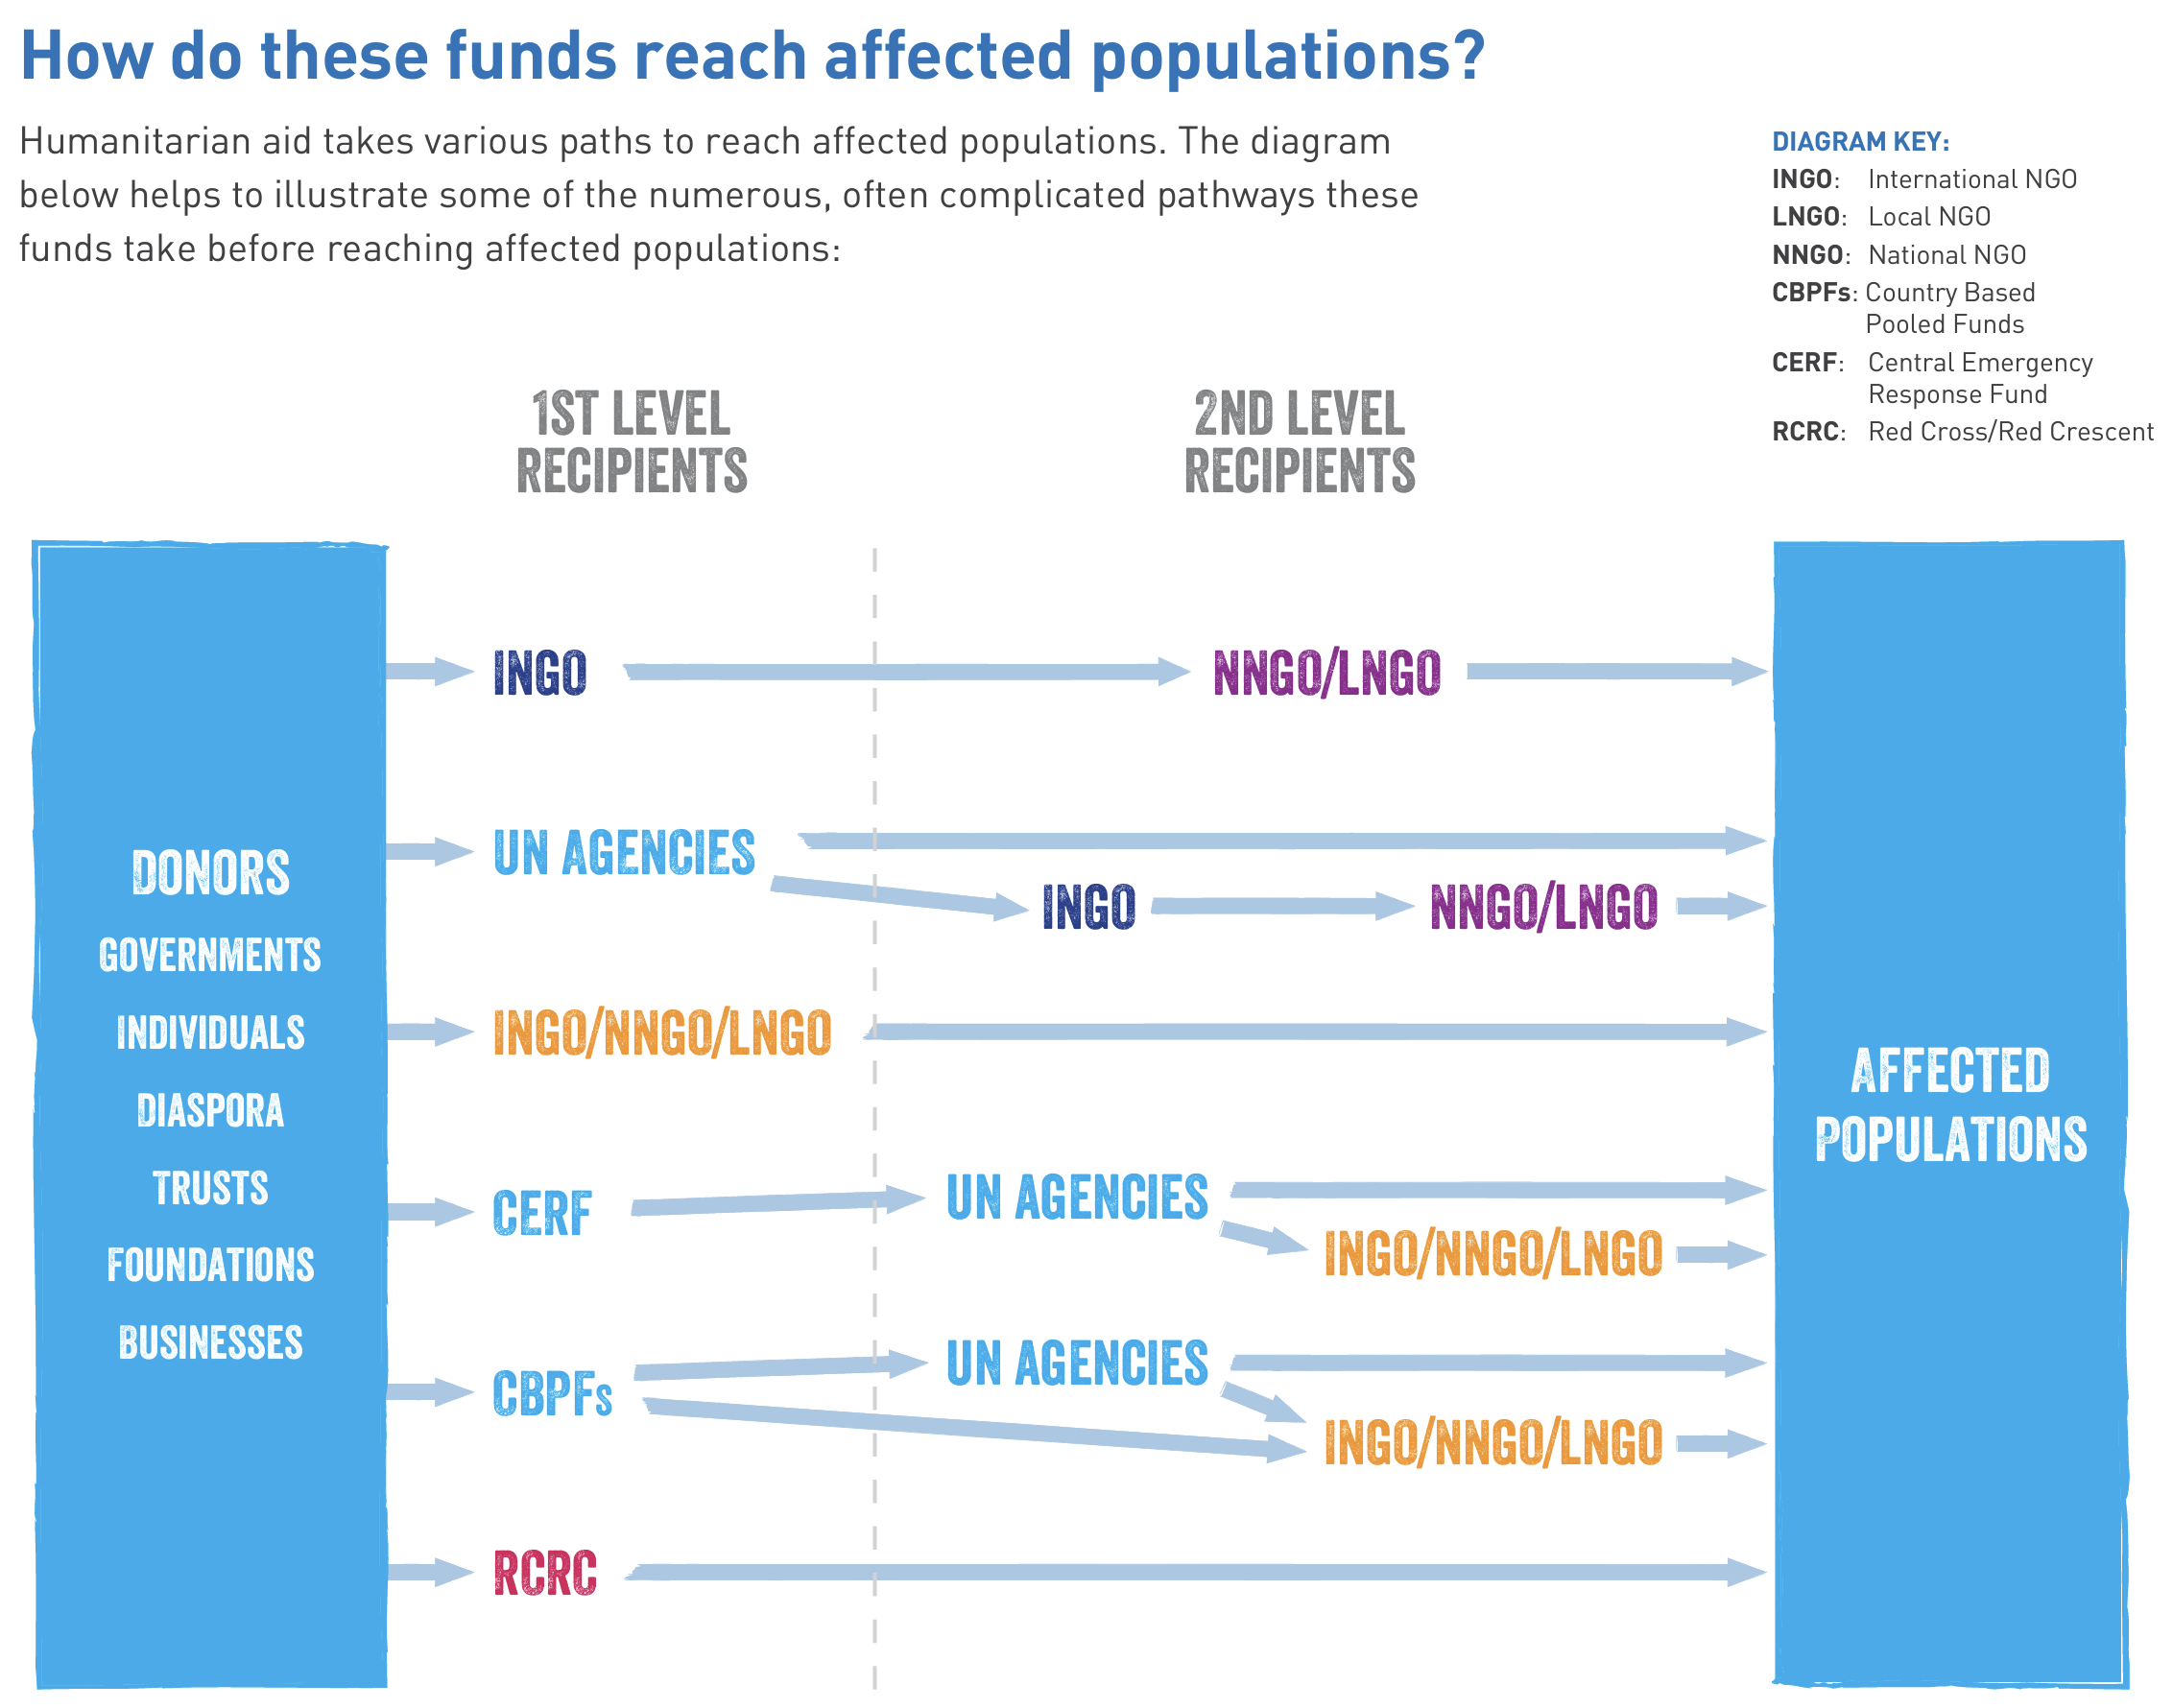 How do these funds reach affected populations?
Humanitarian aid takes various paths to reach affected populations. The diagram
below helps to illustrate some of the numerous, often complicated pathways these
funds take before reaching affected populations:
DIAGRAM KEY:
INGO: International NGO
LNGO: Local NGO
NNGO: National NGO
CBPFs: Country Based
Pooled Funds
CERF: Central Emergency
Response Fund
RCRC: Red Cross/Red Crescent
1ST LEVEL
RECIPIENTS
2ND LEVEL
RECIPIENTS
DONORS
GOVERNMENTS
INDIVIDUALS
DIASPORA
TRUSTS
FOUNDATIONS
BUSINESSES
INGO
NNGO/LNGO
UN AGENCIES
INGO
NNGO/LNGO
INGO/NNGO/LNGO
CERF
UN AGENCIES
INGO/NNGO/LNGO
CBPFs
UN AGENCIES
INGO/NNGO/LNGO
RCRC
AFFECTED
POPULATIONS